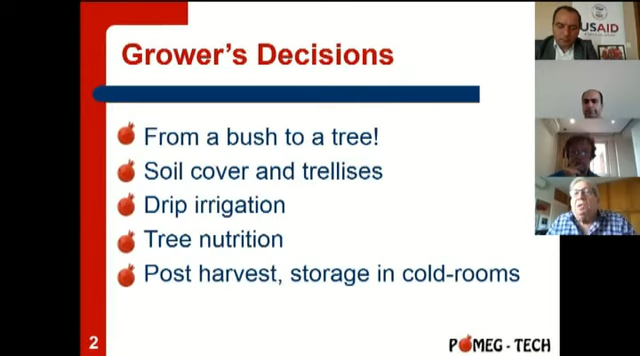 Grower's Decisions
From a bush to a tree!
Soil cover and trellises
Drip irrigation
Tree nutrition
Post harvest, storage in cold-rooms
2
POMEG - TECH
USAID